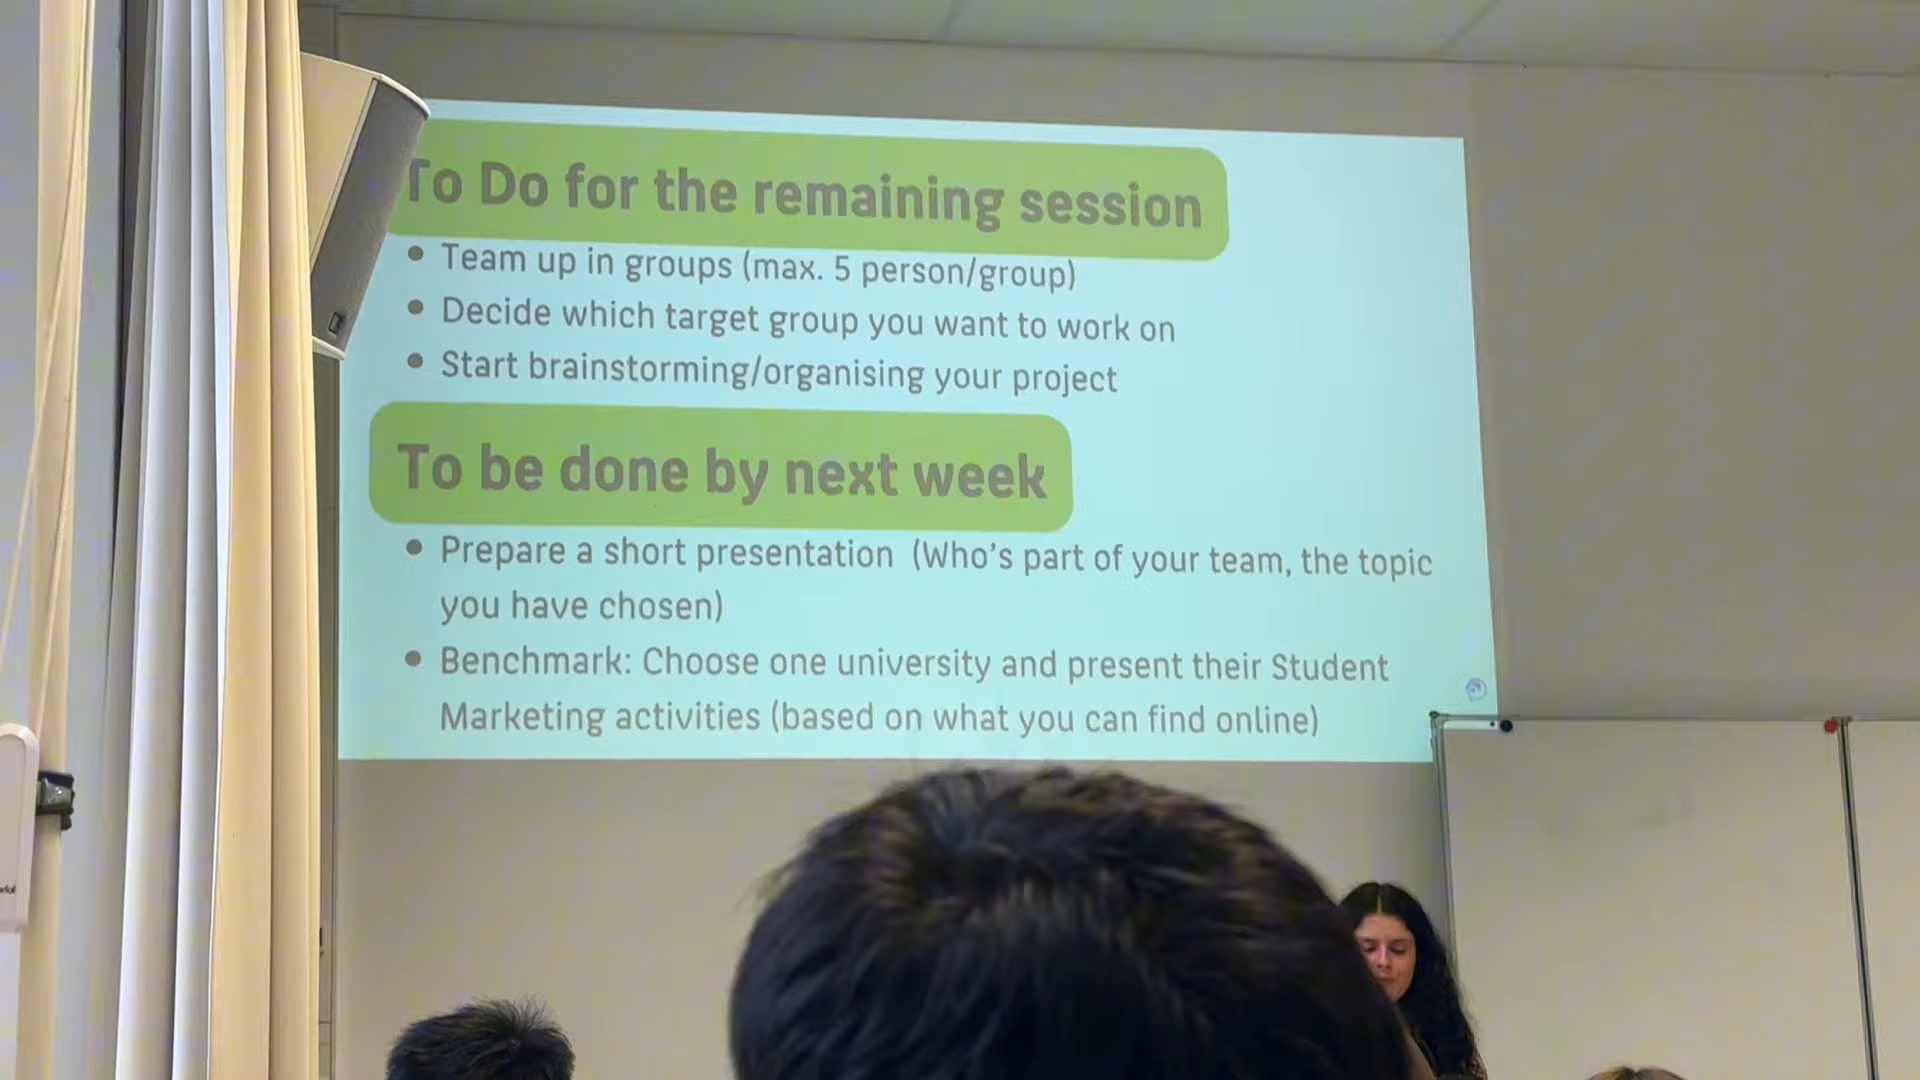 To Do for the remaining session
• Team up in groups (max. 5 person/group)
• Decide which target group you want to work on
• Start brainstorming/organising your project
To be done by next week
• Prepare a short presentation (Who's part of your team, the topic
you have chosen)
• Benchmark: Choose one university and present their Student
Marketing activities (based on what you can find online)